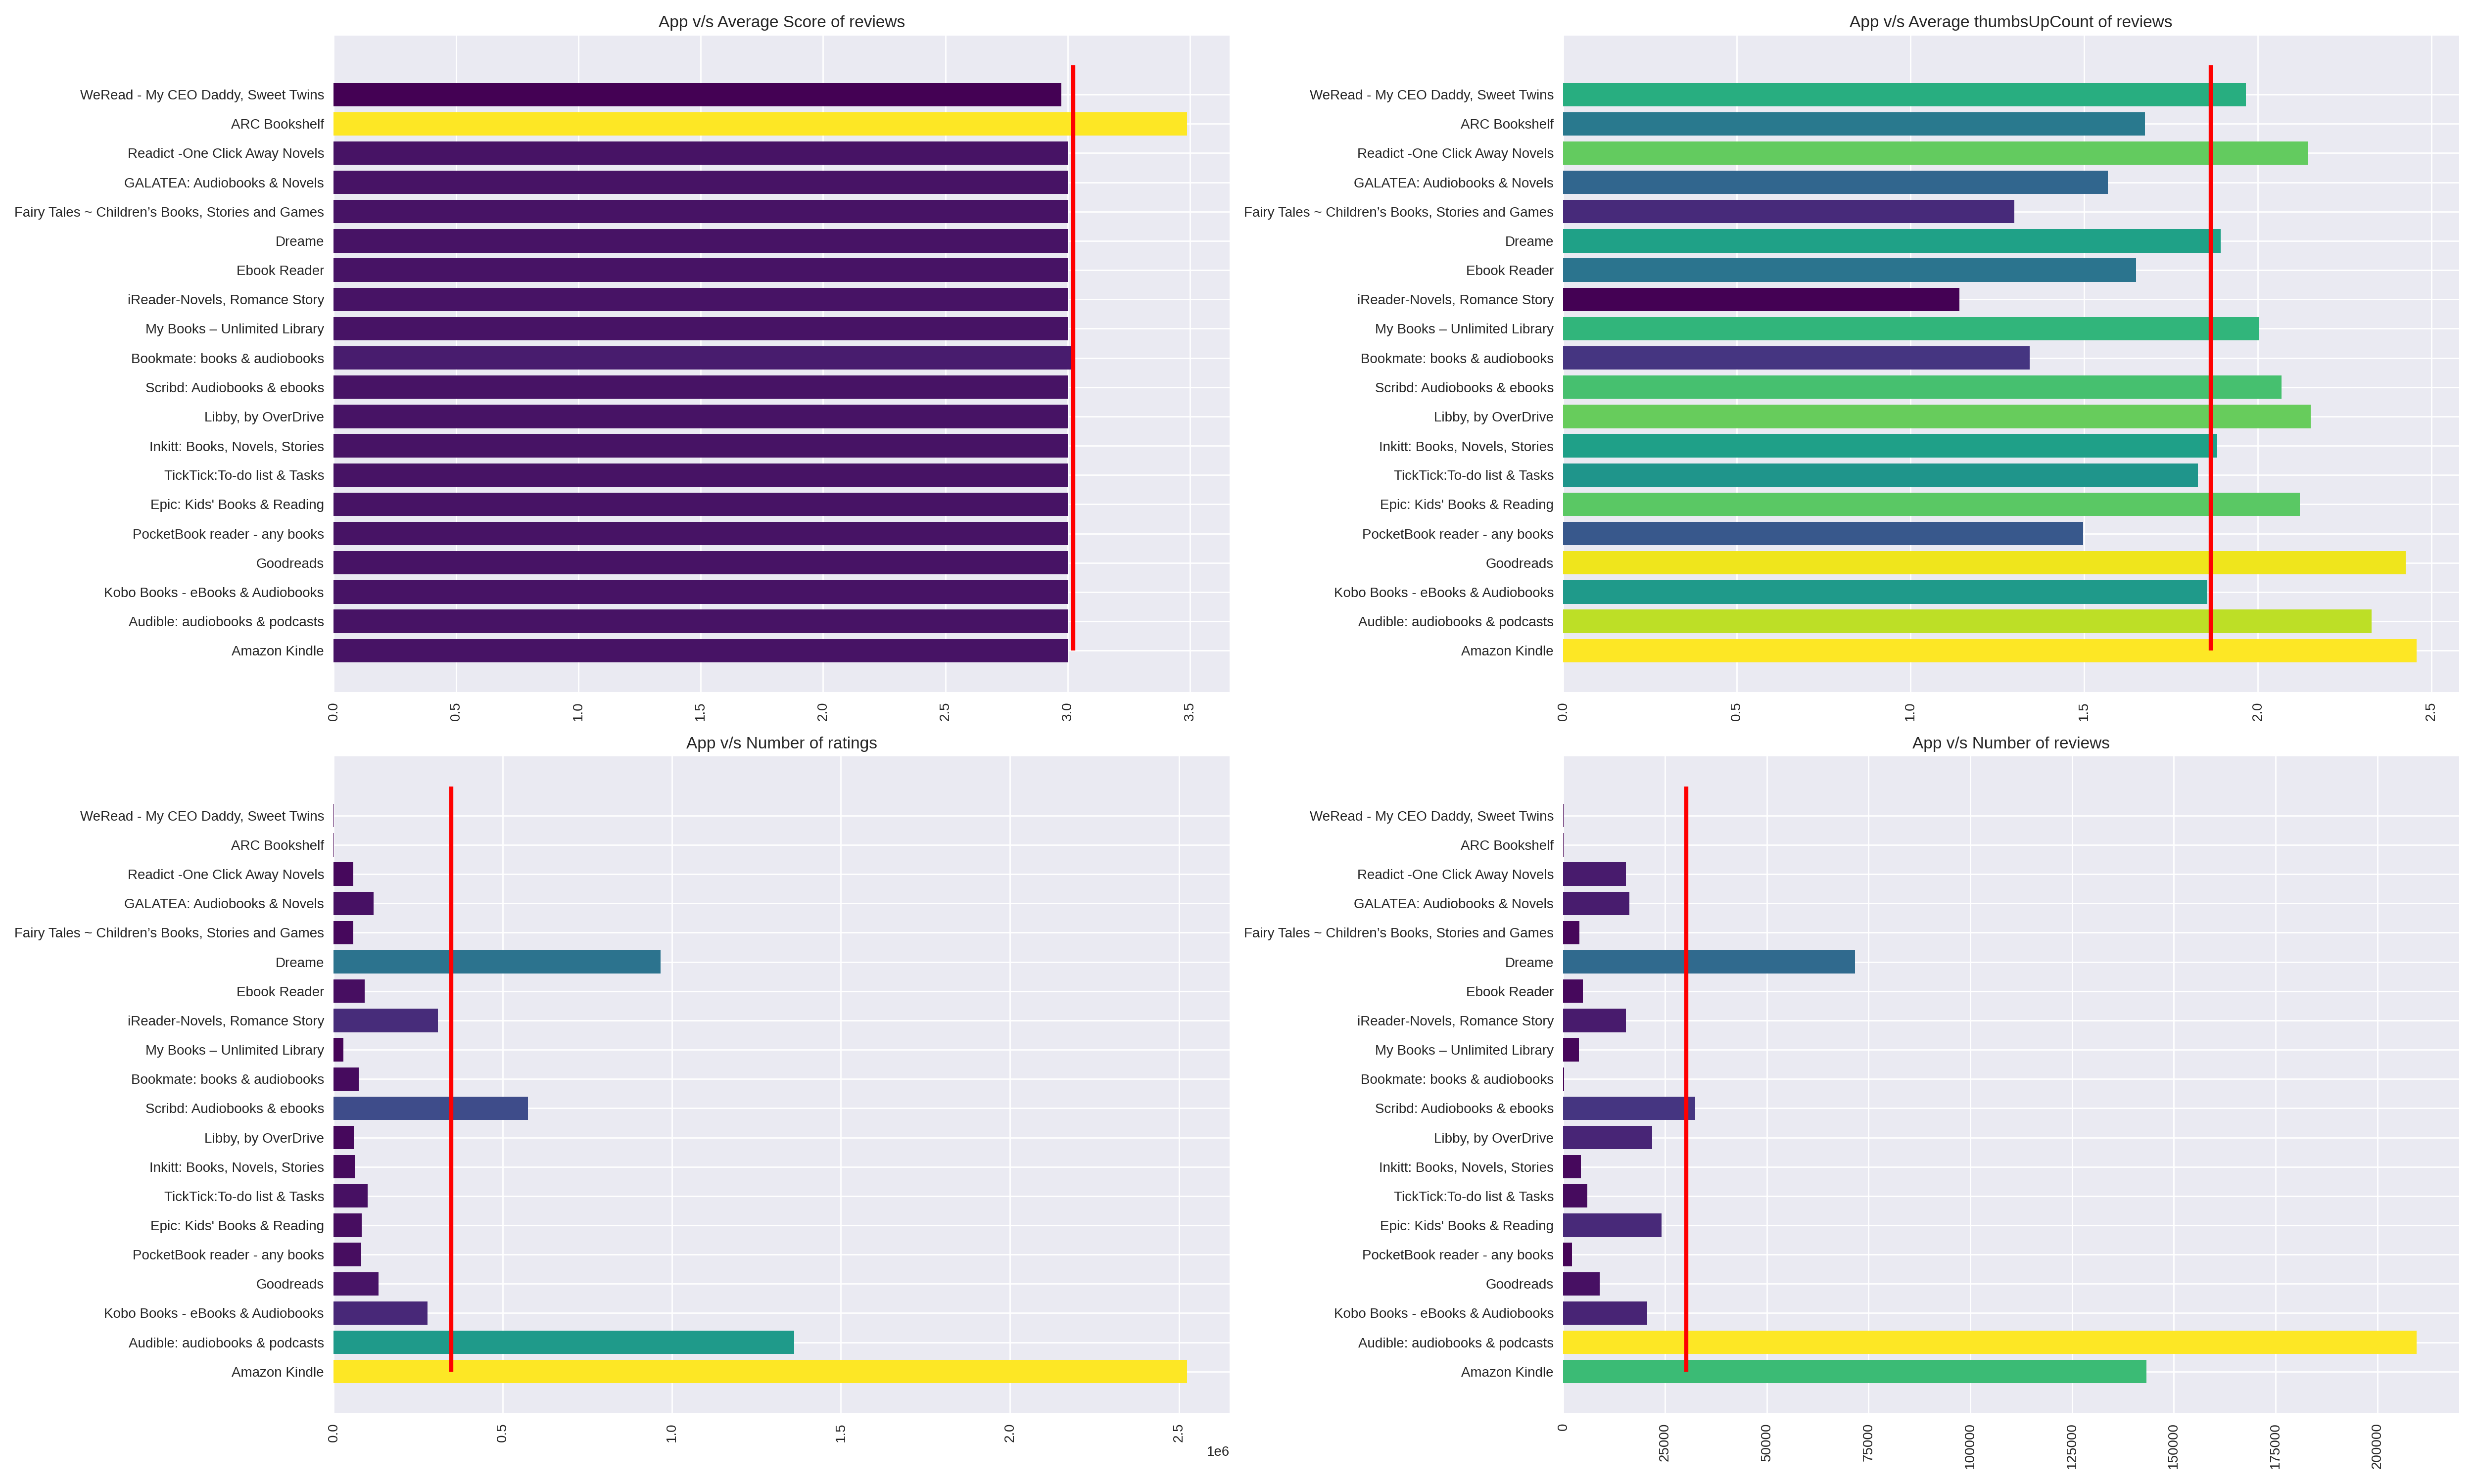 App v/s Average Score of reviews
WeRead - My CEO Daddy, Sweet Twins
ARC Bookshelf
Readict -One Click Away Novels
GALATEA: Audiobooks & Novels
Fairy Tales ~ Children’s Books, Stories and Games
Dreame
Ebook Reader
iReader-Novels, Romance Story
My Books – Unlimited Library
Bookmate: books & audiobooks
Scribd: Audiobooks & ebooks
Libby, by OverDrive
Inkitt: Books, Novels, Stories
TickTick:To-do list & Tasks
Epic: Kids' Books & Reading
PocketBook reader - any books
Goodreads
Kobo Books - eBooks & Audiobooks
Audible: audiobooks & podcasts
Amazon Kindle
0.0
0.5
1.0
1.5
2.0
2.5
3.0
3.5
App v/s Average thumbsUpCount of reviews
WeRead - My CEO Daddy, Sweet Twins
ARC Bookshelf
Readict -One Click Away Novels
GALATEA: Audiobooks & Novels
Fairy Tales ~ Children’s Books, Stories and Games
Dreame
Ebook Reader
iReader-Novels, Romance Story
My Books – Unlimited Library
Bookmate: books & audiobooks
Scribd: Audiobooks & ebooks
Libby, by OverDrive
Inkitt: Books, Novels, Stories
TickTick:To-do list & Tasks
Epic: Kids' Books & Reading
PocketBook reader - any books
Goodreads
Kobo Books - eBooks & Audiobooks
Audible: audiobooks & podcasts
Amazon Kindle
0.0
0.5
1.0
1.5
2.0
2.5
App v/s Number of ratings
WeRead - My CEO Daddy, Sweet Twins
ARC Bookshelf
Readict -One Click Away Novels
GALATEA: Audiobooks & Novels
Fairy Tales ~ Children’s Books, Stories and Games
Dreame
Ebook Reader
iReader-Novels, Romance Story
My Books – Unlimited Library
Bookmate: books & audiobooks
Scribd: Audiobooks & ebooks
Libby, by OverDrive
Inkitt: Books, Novels, Stories
TickTick:To-do list & Tasks
Epic: Kids' Books & Reading
PocketBook reader - any books
Goodreads
Kobo Books - eBooks & Audiobooks
Audible: audiobooks & podcasts
Amazon Kindle
0.0
0.5
1.0
1.5
2.0
2.5
1e6
App v/s Number of reviews
WeRead - My CEO Daddy, Sweet Twins
ARC Bookshelf
Readict -One Click Away Novels
GALATEA: Audiobooks & Novels
Fairy Tales ~ Children’s Books, Stories and Games
Dreame
Ebook Reader
iReader-Novels, Romance Story
My Books – Unlimited Library
Bookmate: books & audiobooks
Scribd: Audiobooks & ebooks
Libby, by OverDrive
Inkitt: Books, Novels, Stories
TickTick:To-do list & Tasks
Epic: Kids' Books & Reading
PocketBook reader - any books
Goodreads
Kobo Books - eBooks & Audiobooks
Audible: audiobooks & podcasts
Amazon Kindle
0
25000
50000
75000
100000
125000
150000
175000
200000